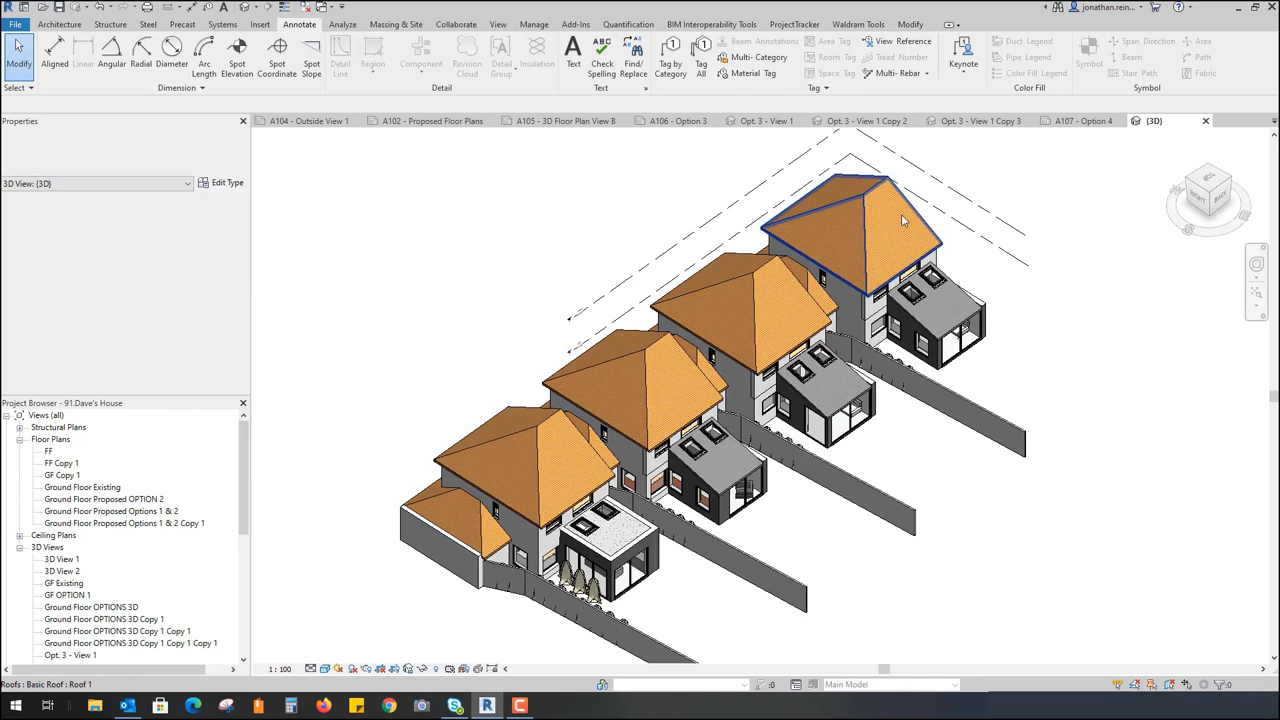 jonathan.rein...
File Architecture Structure Steel Precast Systems Insert Annotate Analyze Massing & Site Collaborate View Manage Add-Ins Quantification BIM Interoperability Tools ProjectTracker Waldram Tools Modify
Modify Aligned Linear Angular Radial Diameter Arc Length Spot Elevation Spot Coordinate Spot Slope
Detail Line Region Component Revision Cloud Detail Group Insulation
Text Check Spelling Find/ Replace
Tag by Category Tag All Beam Annotations Multi- Category Material Tag
Area Tag Room Tag Space Tag View Reference Tread Number Multi- Rebar
Keynote Duct Legend Pipe Legend Color Fill Legend
Symbol Span Direction Beam Stair Path Area Path Fabric
Select Dimension Detail Text Tag Color Fill Symbol
Properties
A104 - Outside View 1 A102 - Proposed Floor Plans A105 - 3D Floor Plan View B A106 - Option 3 Opt. 3 - View 1 Opt. 3 - View 1 Copy 2 Opt. 3 - View 1 Copy 3 A107 - Option 4 {3D}
3D View: {3D} Edit Type
TOP
RIGHT
BACK
Project Browser - 91.Dave's House
Views (all)
Structural Plans
Floor Plans
FF
FF Copy 1
GF Copy 1
Ground Floor Existing
Ground Floor Proposed OPTION 2
Ground Floor Proposed Options 1 & 2
Ground Floor Proposed Options 1 & 2 Copy 1
Ceiling Plans
3D Views
3D View 1
3D View 2
GF Existing
GF OPTION 1
Ground Floor OPTIONS 3D
Ground Floor OPTIONS 3D Copy 1
Ground Floor OPTIONS 3D Copy 1 Copy 1
Ground Floor OPTIONS 3D Copy 1 Copy 1 Copy 1
Opt. 3 - View 1
1 : 100
Roofs : Basic Roof : Roof 1
:0
Main Model
:0